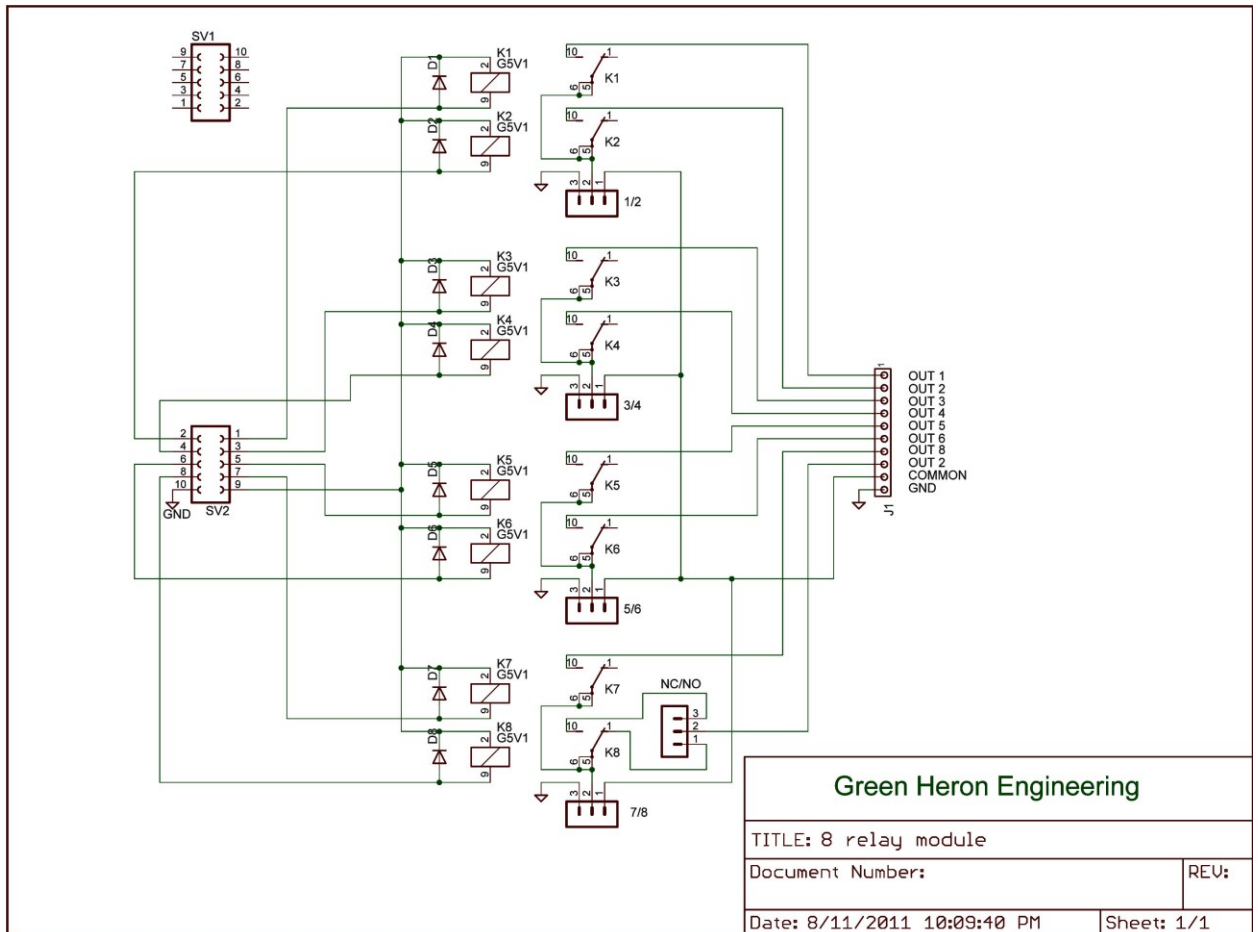 SV1
9 10
7 8
5 6
3 4
1 2
D1
2
K1
G5V1
9
10 1
6 5
K1
D2
2
K2
G5V1
9
10 1
6 5
K2
3 2 1
1/2
D3
2
K3
G5V1
9
10 1
6 5
K3
D4
2
K4
G5V1
9
10 1
6 5
K4
3 2 1
3/4
1
OUT 1
OUT 2
OUT 3
OUT 4
OUT 5
OUT 6
OUT 8
OUT 2
COMMON
GND
J1
2 1
4 3
6 5
8 7
10 9
GND
SV2
D5
2
K5
G5V1
9
10 1
6 5
K5
D6
2
K6
G5V1
9
10 1
6 5
K6
3 2 1
5/6
D7
2
K7
G5V1
9
10 1
6 5
K7
NC/NO
3
2
1
D8
2
K8
G5V1
9
10 1
6 5
K8
3 2 1
7/8
Green Heron Engineering
TITLE: 8 relay module
Document Number:
REV:
Date: 8/11/2011 10:09:40 PM
Sheet: 1/1